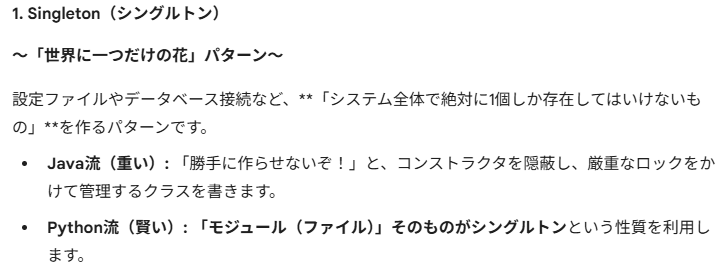 1. Singleton（シングルトン）
〜「世界に一つだけの花」パターン〜
設定ファイルやデータベース接続など、**「システム全体で絶対に1個しか存在してはいけないも
の」**を作るパターンです。
• Java流（重い）: 「勝手に作らせないぞ！」と、コンストラクタを隠蔽し、厳重なロックをか
けて管理するクラスを書きます。
• Python流（賢い）: 「モジュール（ファイル）」そのものがシングルトンという性質を利用し
ます。